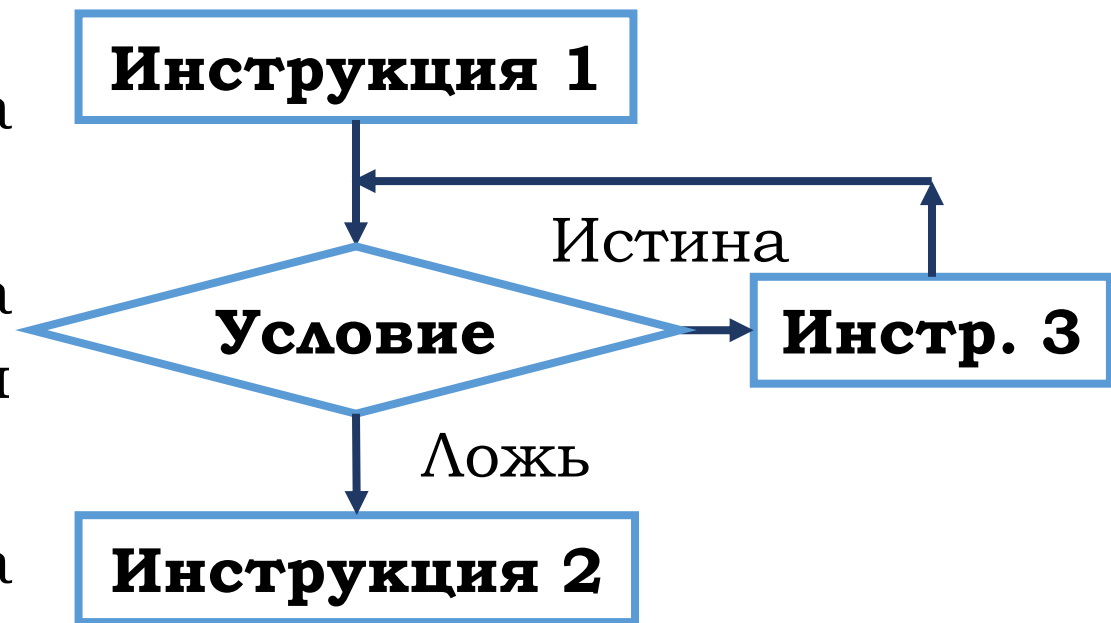 Инструкция 1
а
Истина
а
Условие
Инстр. 3
Ложь
а
Инструкция 2